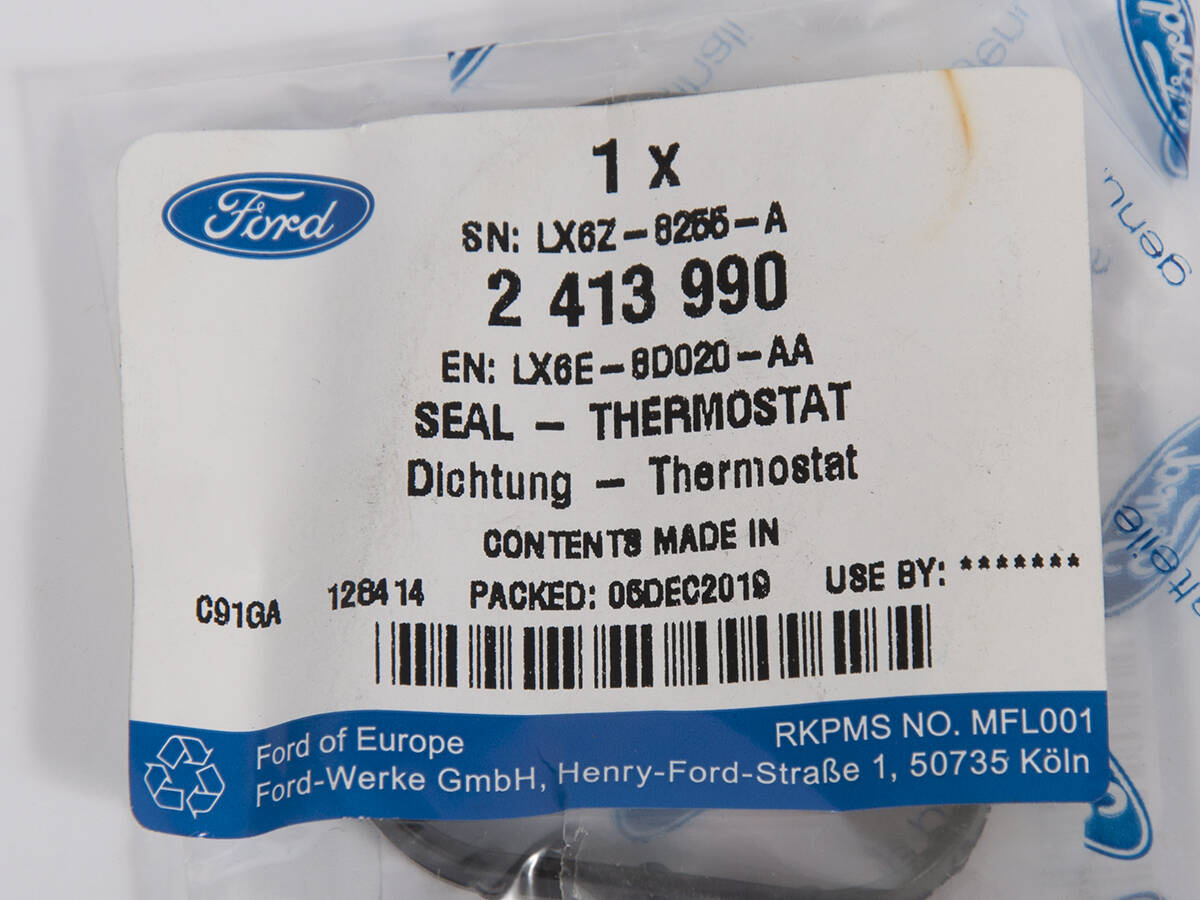 Ford
1 x
SN: LX6Z-8255-A
2 413 990
EN: LX6E-8D020-AA
SEAL - THERMOSTAT
Dichtung - Thermostat
CONTENTS MADE IN
C91GA 128414 PACKED: 06DEC2019 USE BY: *******
Ford of Europe RKPMS NO. MFL001
Ford-Werke GmbH, Henry-Ford-Straße 1, 50735 Köln